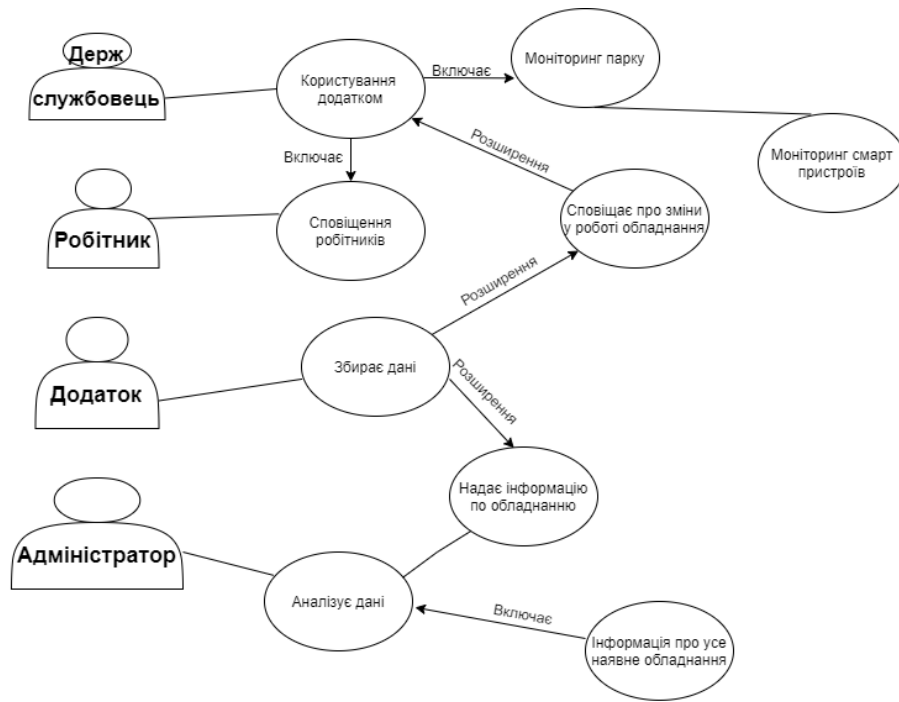 Держ
службовець
Користування
додатком
Включає
Моніторинг парку
Моніторинг смарт
пристроїв
Включає
Розширення
Робітник
Сповіщення
робітників
Сповіщає про зміни
у роботі обладнання
Розширення
Додаток
Збирає дані
Розширення
Надає інформацію
по обладнанню
Адміністратор
Аналізує дані
Включає
Інформація про усе
наявне обладнання